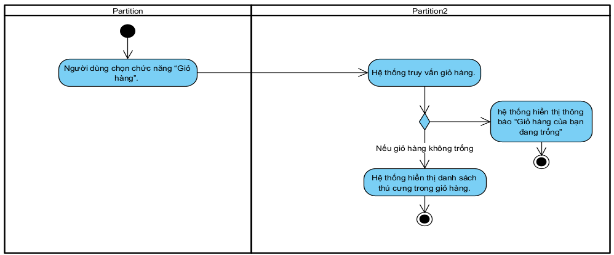 Partition
Partition2
Người dùng chọn chức năng "Giỏ
hàng".
Hệ thống truy vấn giỏ hàng.
hệ thống hiển thị thông
báo "Giỏ hàng của bạn
đang trống"
Nếu giỏ hàng không trống
Hệ thống hiển thị danh sách
thú cưng trong giỏ hàng.